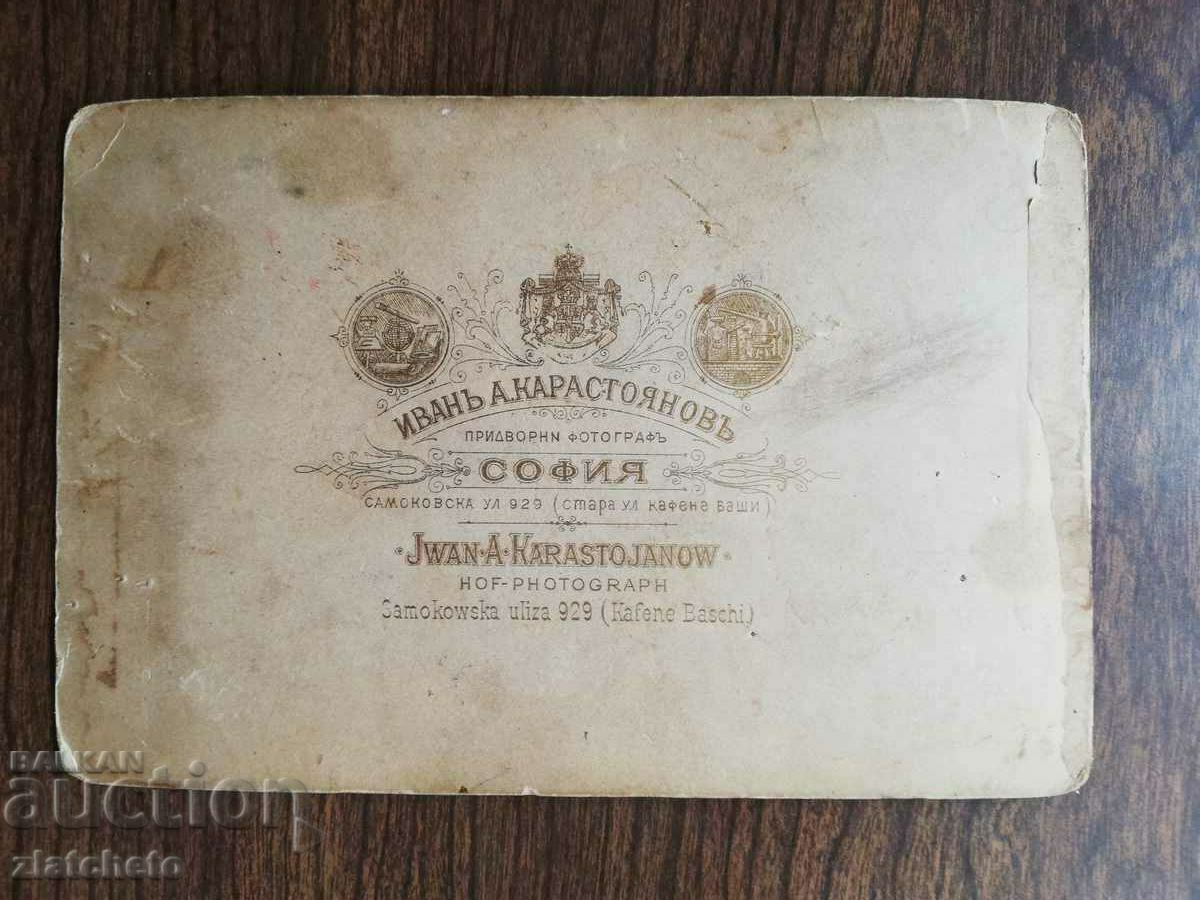 ИВАНЪ А. КАРАСТОЯНОВЪ
ПРИДВОРНИ ФОТОГРАФЪ
СОФИЯ
САМОКОВСКА УЛ 929 (стара ул кафене баши)
JWAN·A·KARASTOJANOW
HOF-PHOTOGRAPH
Samokowska uliza 929 (Kafene Baschi)
BALKAN
auction
zlatcheto